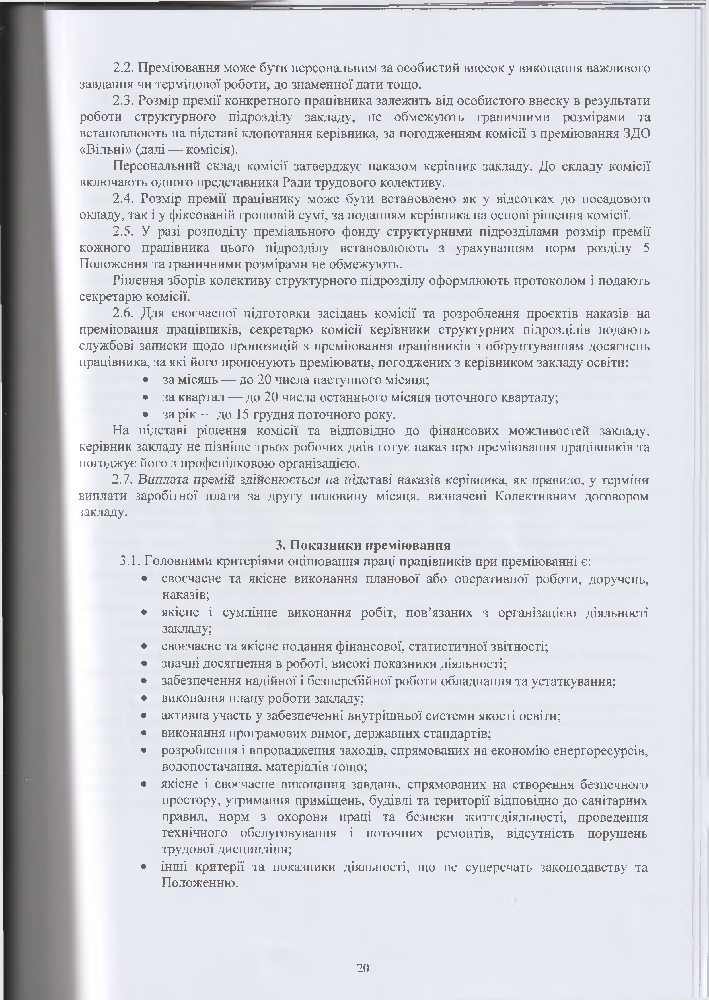 2.2. Преміювання може бути персональним за особистий внесок у виконання важливого
завдання чи термінової роботи, до знаменної дати тощо.
2.3. Розмір премії конкретного працівника залежить від особистого внеску в результати
роботи структурного підрозділу закладу, не обмежують граничними розмірами та
встановлюють на підставі клопотання керівника, за погодженням комісії з преміювання ЗДО
«Вільні» (далі — комісія).
Персональний склад комісії затверджує наказом керівник закладу. До складу комісії
включають одного представника Ради трудового колективу.
2.4. Розмір премії працівнику може бути встановлено як у відсотках до посадового
окладу, так і у фіксованій грошовій сумі, за поданням керівника на основі рішення комісії.
2.5. У разі розподілу преміального фонду структурними підрозділами розмір премії
кожного працівника цього підрозділу встановлюють з урахуванням норм розділу 5
Положення та граничними розмірами не обмежують.
Рішення зборів колективу структурного підрозділу оформлюють протоколом і подають
секретарю комісії.
2.6. Для своєчасної підготовки засідань комісії та розроблення проєктів наказів на
преміювання працівників, секретарю комісії керівники структурних підрозділів подають
службові записки щодо пропозицій з преміювання працівників з обґрунтуванням досягнень
працівника, за які його пропонують преміювати, погоджених з керівником закладу освіти:
• за місяць — до 20 числа наступного місяця;
• за квартал — до 20 числа останнього місяця поточного кварталу;
• за рік — до 15 грудня поточного року.
На підставі рішення комісії та відповідно до фінансових можливостей закладу,
керівник закладу не пізніше трьох робочих днів готує наказ про преміювання працівників та
погоджує його з профспілковою організацією.
2.7. Виплата премій здійснюється на підставі наказів керівника, як правило, у терміни
виплати заробітної плати за другу половину місяця, визначені Колективним договором
закладу.
3. Показники преміювання
3.1. Головними критеріями оцінювання праці працівників при преміюванні є:
• своєчасне та якісне виконання планової або оперативної роботи, доручень,
наказів;
• якісне і сумлінне виконання робіт, пов’язаних з організацією діяльності
закладу;
• своєчасне та якісне подання фінансової, статистичної звітності;
• значні досягнення в роботі, високі показники діяльності;
• забезпечення надійної і безперебійної роботи обладнання та устаткування;
• виконання плану роботи закладу;
• активна участь у забезпеченні внутрішньої системи якості освіти;
• виконання програмових вимог, державних стандартів;
• розроблення і впровадження заходів, спрямованих на економію енергоресурсів,
водопостачання, матеріалів тощо;
• якісне і своєчасне виконання завдань, спрямованих на створення безпечного
простору, утримання приміщень, будівлі та території відповідно до санітарних
правил, норм з охорони праці та безпеки життєдіяльності, проведення
технічного обслуговування і поточних ремонтів, відсутність порушень
трудової дисципліни;
• інші критерії та показники діяльності, що не суперечать законодавству та
Положенню.
20